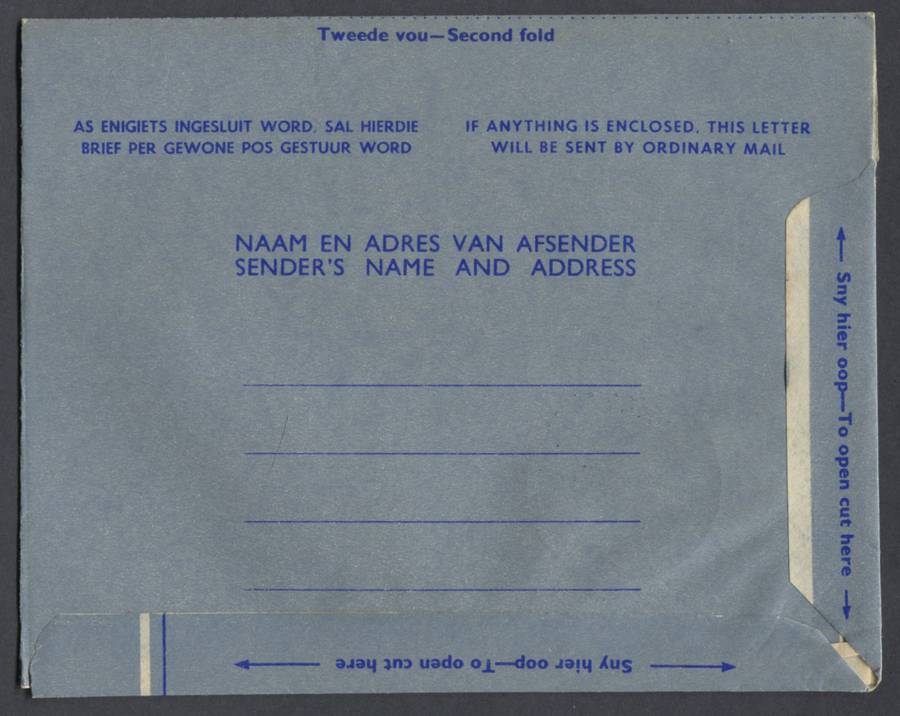 Tweede vou—Second fold
AS ENIGIETS INGESLUIT WORD, SAL HIERDIE
BRIEF PER GEWONE POS GESTUUR WORD
IF ANYTHING IS ENCLOSED, THIS LETTER
WILL BE SENT BY ORDINARY MAIL
NAAM EN ADRES VAN AFSENDER
SENDER'S NAME AND ADDRESS
Sny hier oop—To open cut here
Sny hier oop—To open cut here